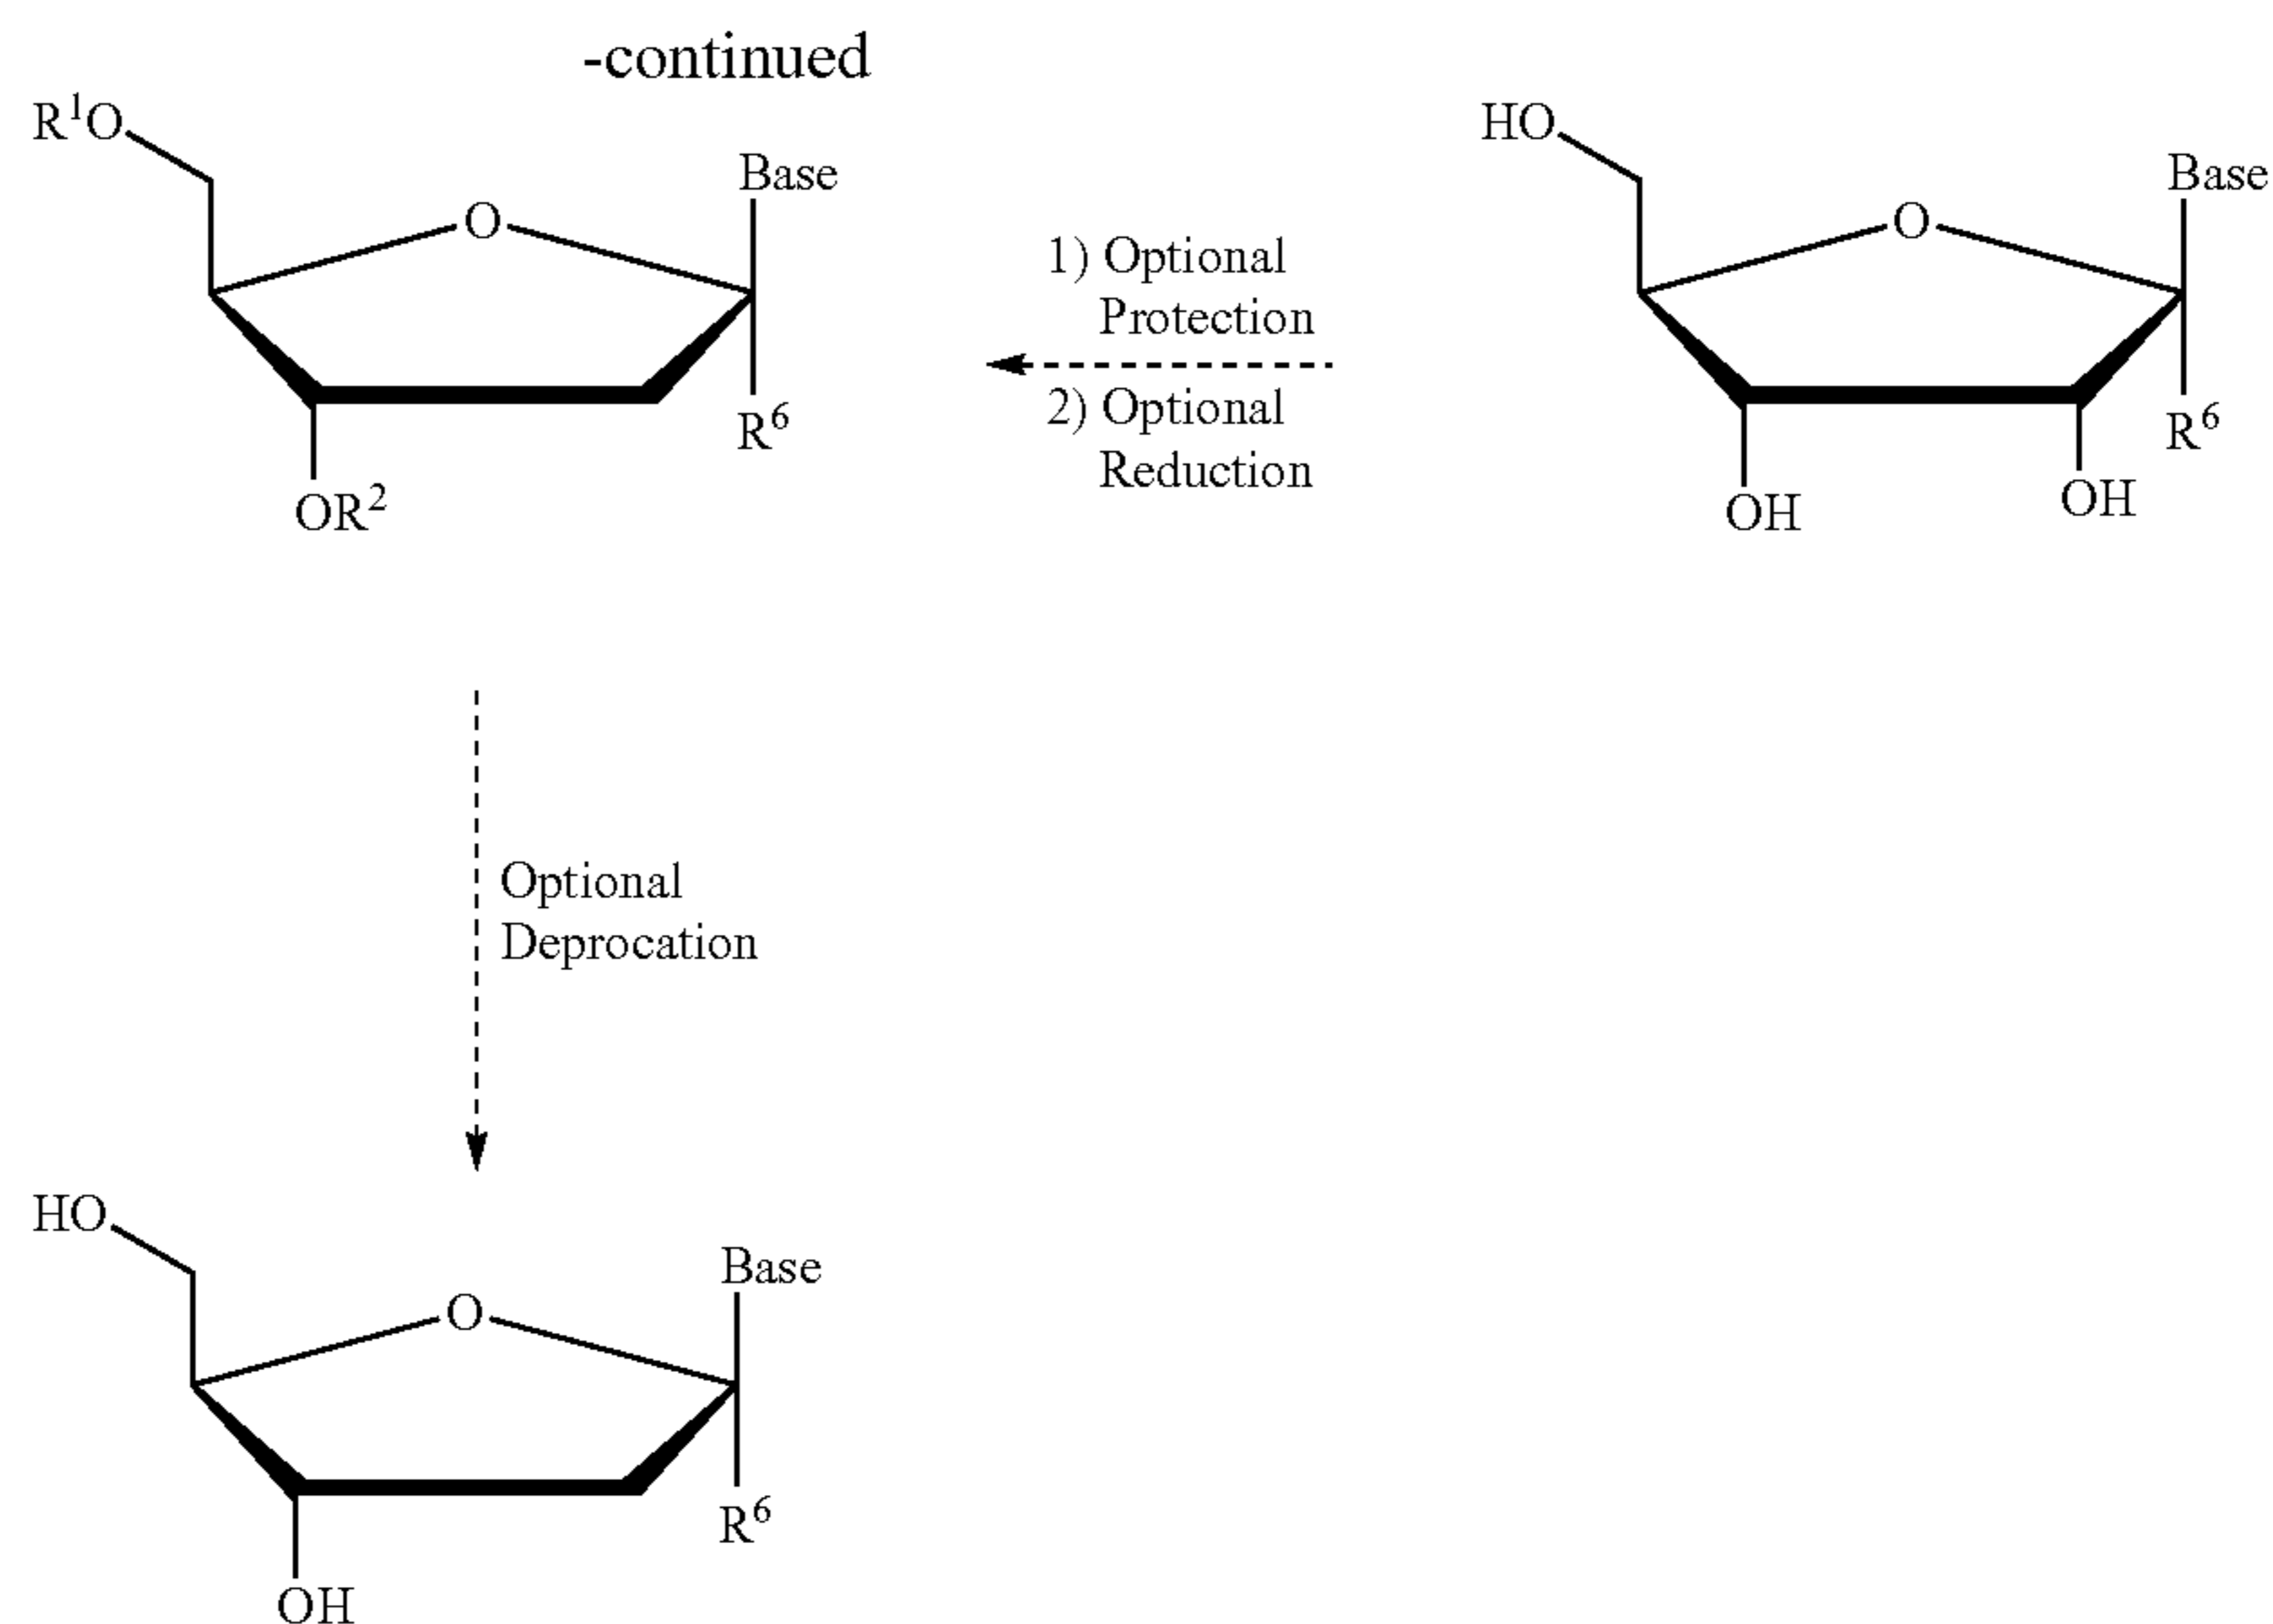 -continued
R¹O
Base
O
R⁶
OR²
1) Optional
Protection
2) Optional
Reduction
HO
Base
O
R⁶
OH
OH
Optional
Deprocation
HO
Base
O
R⁶
OH